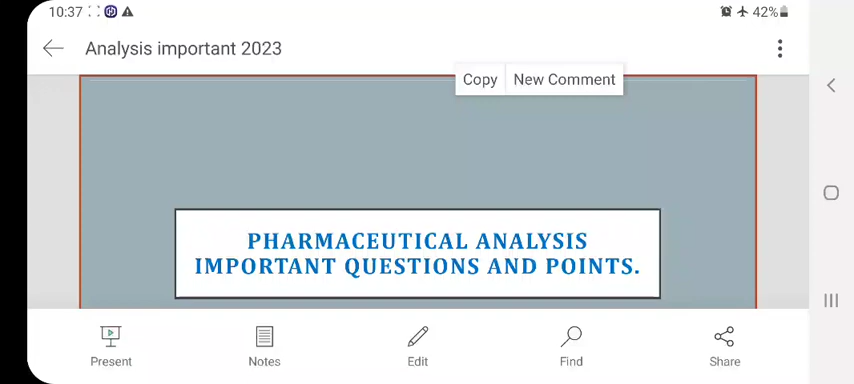 10:37
42%
Analysis important 2023
Copy New Comment
PHARMACEUTICAL ANALYSIS
IMPORTANT QUESTIONS AND POINTS.
Present Notes Edit Find Share